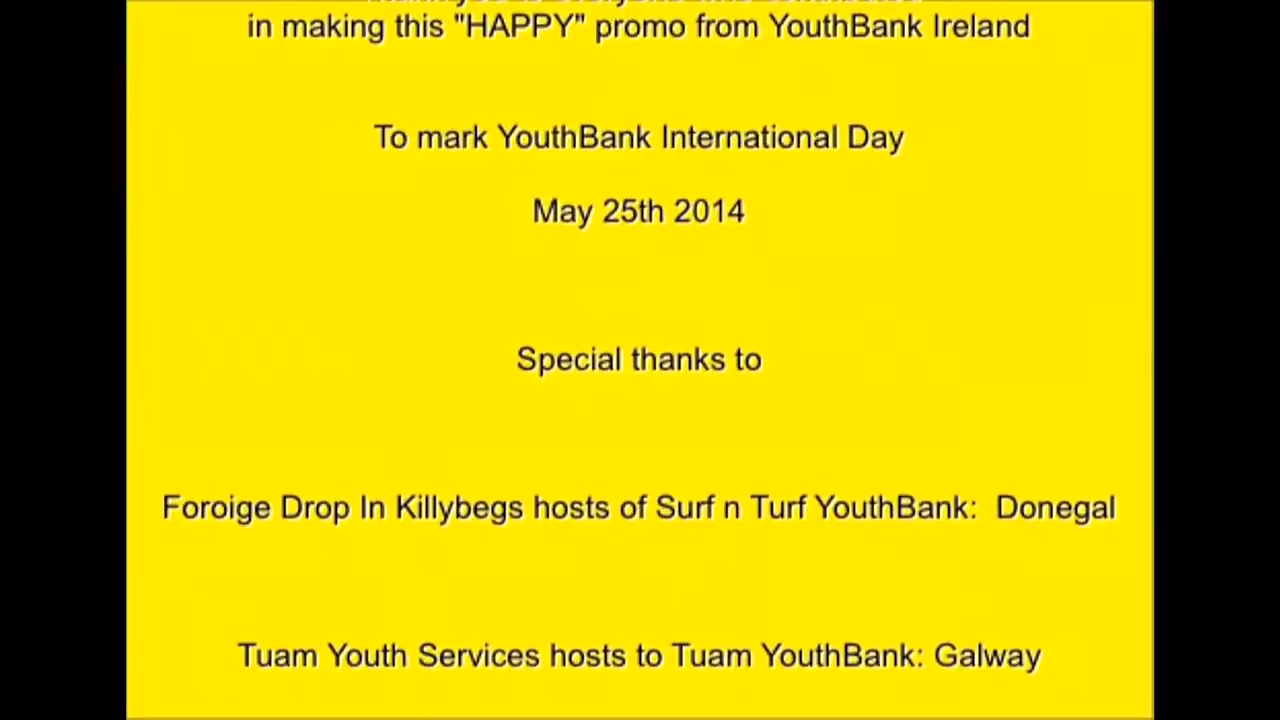 in making this "HAPPY" promo from YouthBank Ireland
To mark YouthBank International Day
May 25th 2014
Special thanks to
Foroige Drop In Killybegs hosts of Surf n Turf YouthBank:  Donegal
Tuam Youth Services hosts to Tuam YouthBank: Galway